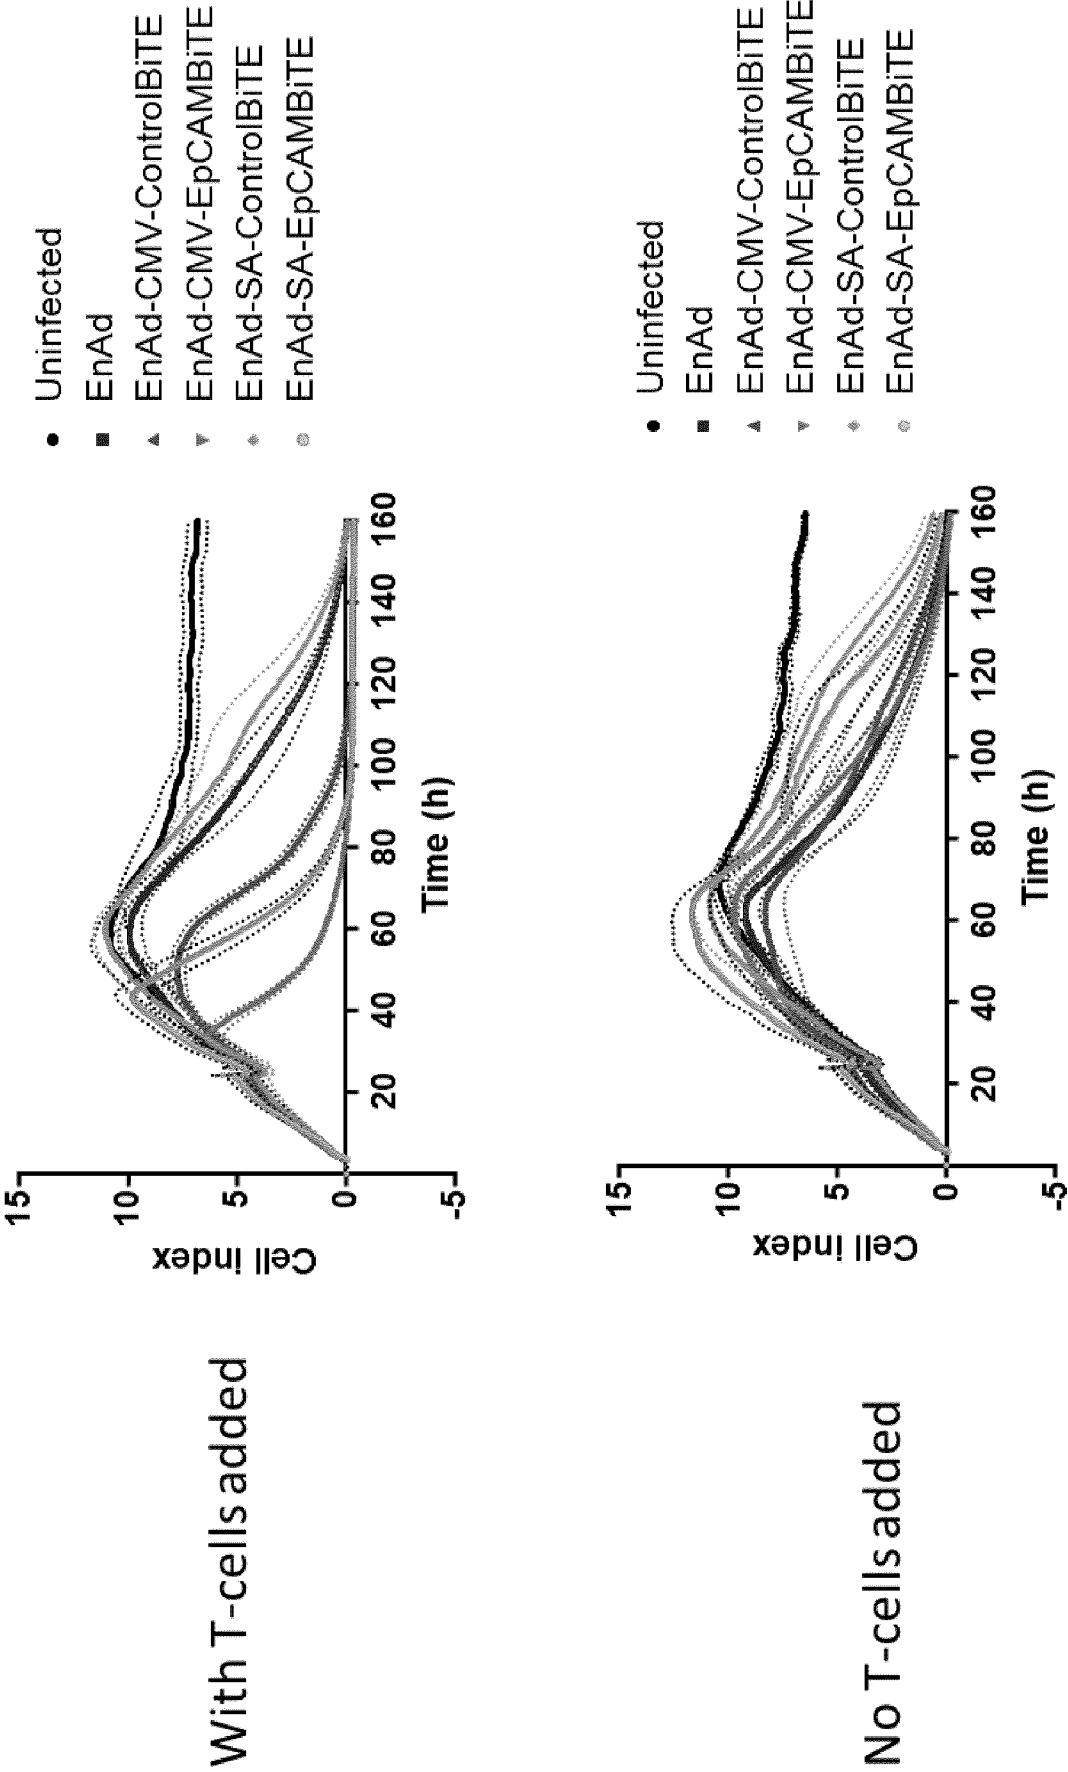 With T-cells added
Cell index
15
10
5
0
-5
20
40
60
80
100
120
140
160
Time (h)
Uninfected
EnAd
EnAd-CMV-ControlBiTE
EnAd-CMV-EpCAMBiTE
EnAd-SA-ControlBiTE
EnAd-SA-EpCAMBiTE
No T-cells added
Cell index
15
10
5
0
-5
20
40
60
80
100
120
140
160
Time (h)
Uninfected
EnAd
EnAd-CMV-ControlBiTE
EnAd-CMV-EpCAMBiTE
EnAd-SA-ControlBiTE
EnAd-SA-EpCAMBiTE